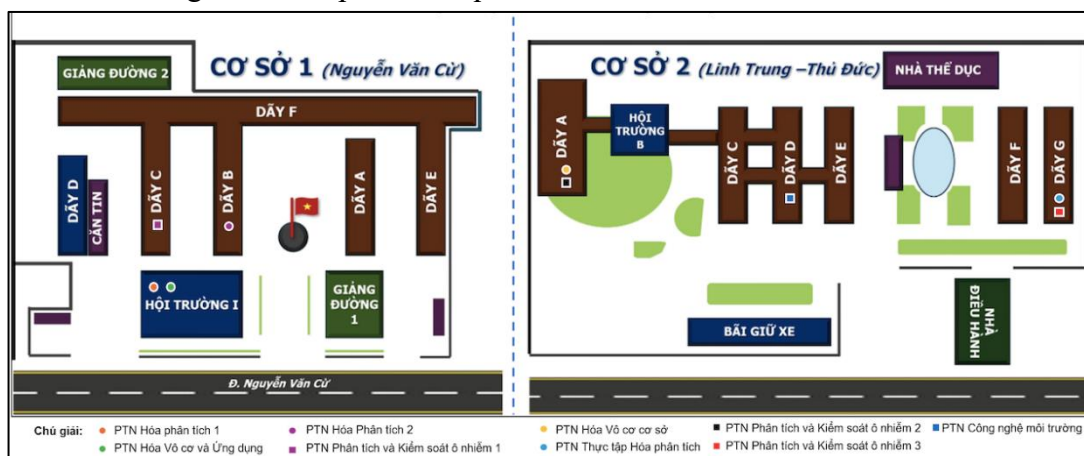 CƠ SỞ 1 (Nguyễn Văn Cừ)
GIẢNG ĐƯỜNG 2
DÃY F
DÃY D
CĂN TIN
DÃY C
DÃY B
DÃY A
DÃY E
HỘI TRƯỜNG I
GIẢNG
ĐƯỜNG
1
Đ. Nguyễn Văn Cừ
CƠ SỞ 2 (Linh Trung –Thủ Đức)
NHÀ THỂ DỤC
DÃY A
HỘI
TRƯỜNG
B
DÃY C
DÃY D
DÃY E
DÃY F
DÃY G
BÃI GIỮ XE
NHÀ
ĐIỀU HÀNH
Chú giải:
PTN Hóa phân tích 1
PTN Hóa Phân tích 2
PTN Hóa Vô cơ cơ sở
PTN Phân tích và Kiểm soát ô nhiễm 2
PTN Công nghệ môi trường
PTN Hóa Vô cơ và Ứng dụng
PTN Phân tích và Kiểm soát ô nhiễm 1
PTN Thực tập Hóa phân tích
PTN Phân tích và Kiểm soát ô nhiễm 3